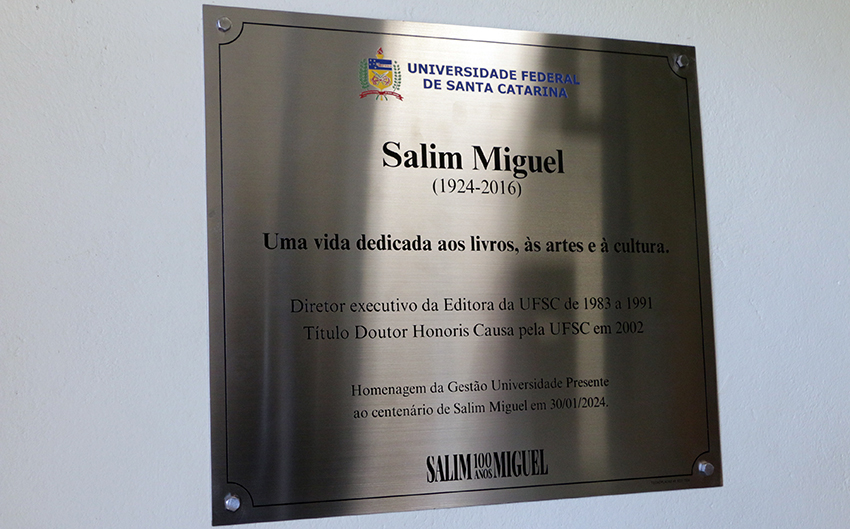 UNIVERSIDADE FEDERAL
DE SANTA CATARINA
Salim Miguel
(1924-2016)
Uma vida dedicada aos livros, às artes e à cultura.
Diretor executivo da Editora da UFSC de 1983 a 1991
Título Doutor Honoris Causa pela UFSC em 2002
Homenagem da Gestão Universidade Presente
ao centenário de Salim Miguel em 30/01/2024.
SALIM 100 ANOS MIGUEL